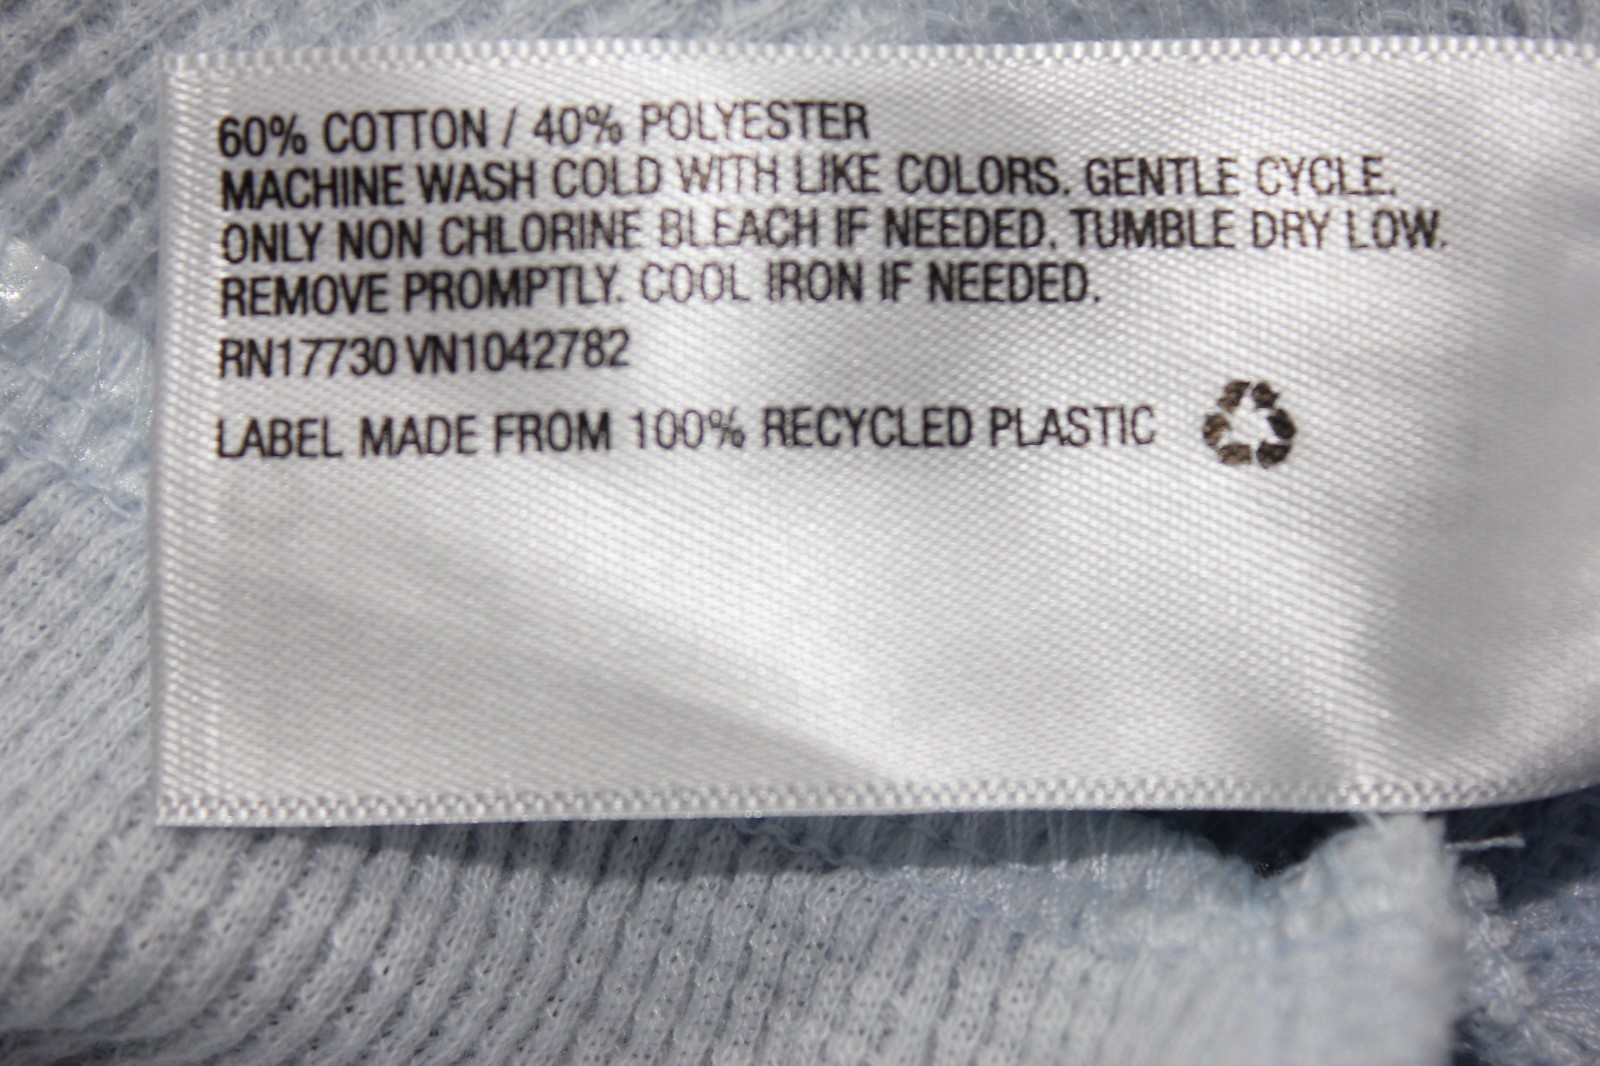 60% COTTON / 40% POLYESTER
MACHINE WASH COLD WITH LIKE COLORS. GENTLE CYCLE.
ONLY NON CHLORINE BLEACH IF NEEDED. TUMBLE DRY LOW.
REMOVE PROMPTLY. COOL IRON IF NEEDED.
RN17730 VN1042782
LABEL MADE FROM 100% RECYCLED PLASTIC